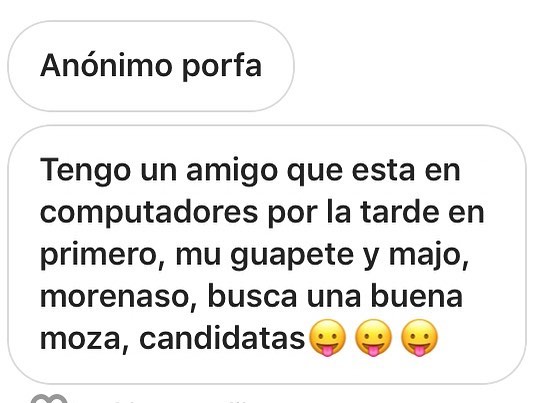 Anónimo porfa
Tengo un amigo que esta en
computadores por la tarde en
primero, mu guapete y majo,
morenaso, busca una buena
moza, candidatas😛😛😛